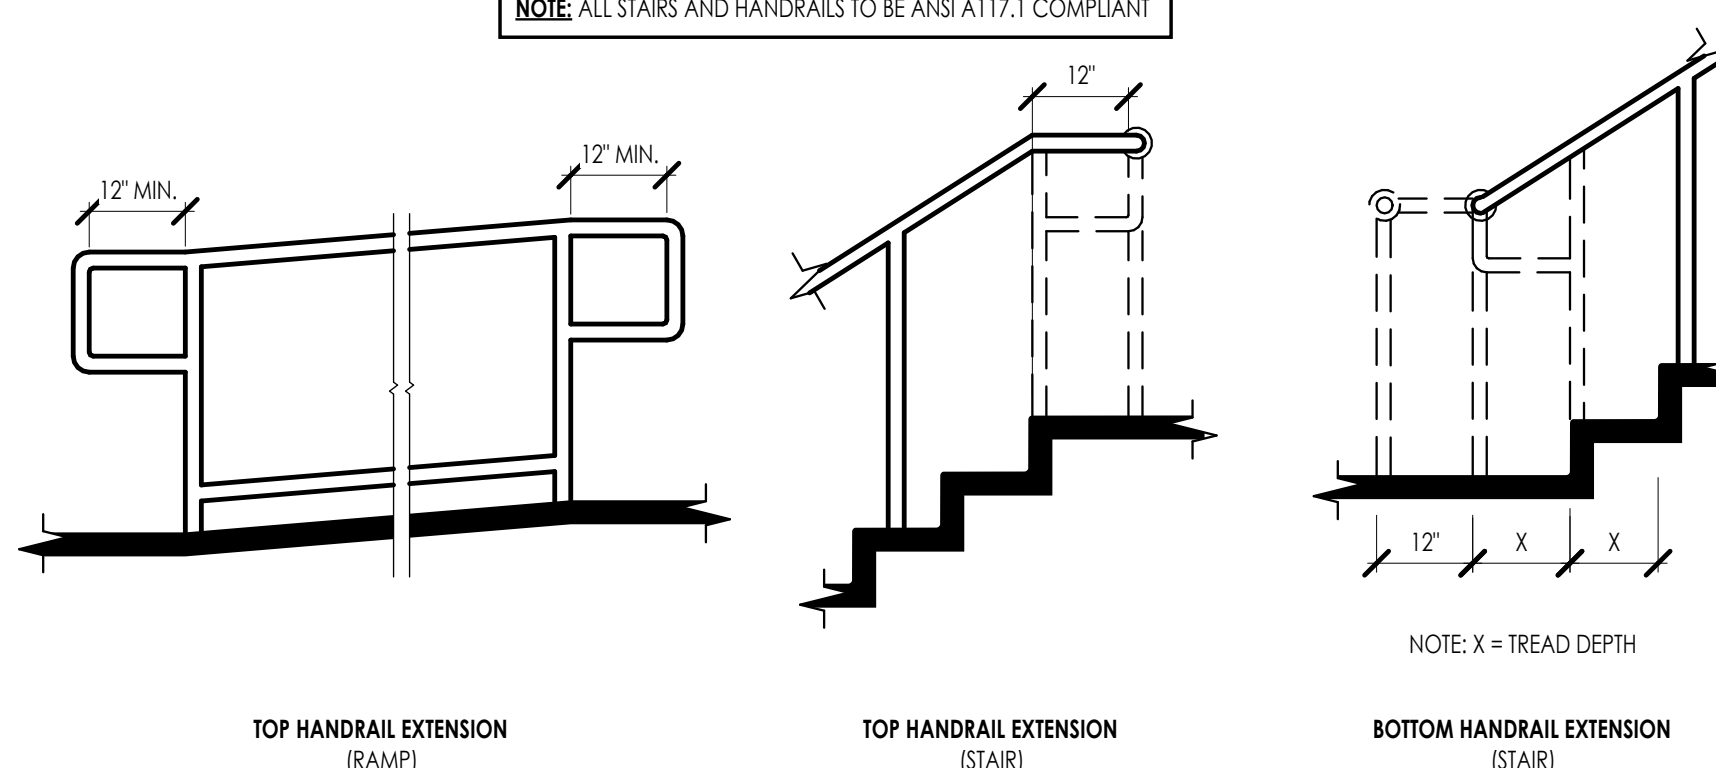 NOTE: ALL STAIRS AND HANDRAILS TO BE ANSI A117.1 COMPLIANT
12"
12" MIN.
12" MIN.
12" X X
NOTE: X = TREAD DEPTH
TOP HANDRAIL EXTENSION
(RAMP)
TOP HANDRAIL EXTENSION
(STAIR)
BOTTOM HANDRAIL EXTENSION
(STAIR)